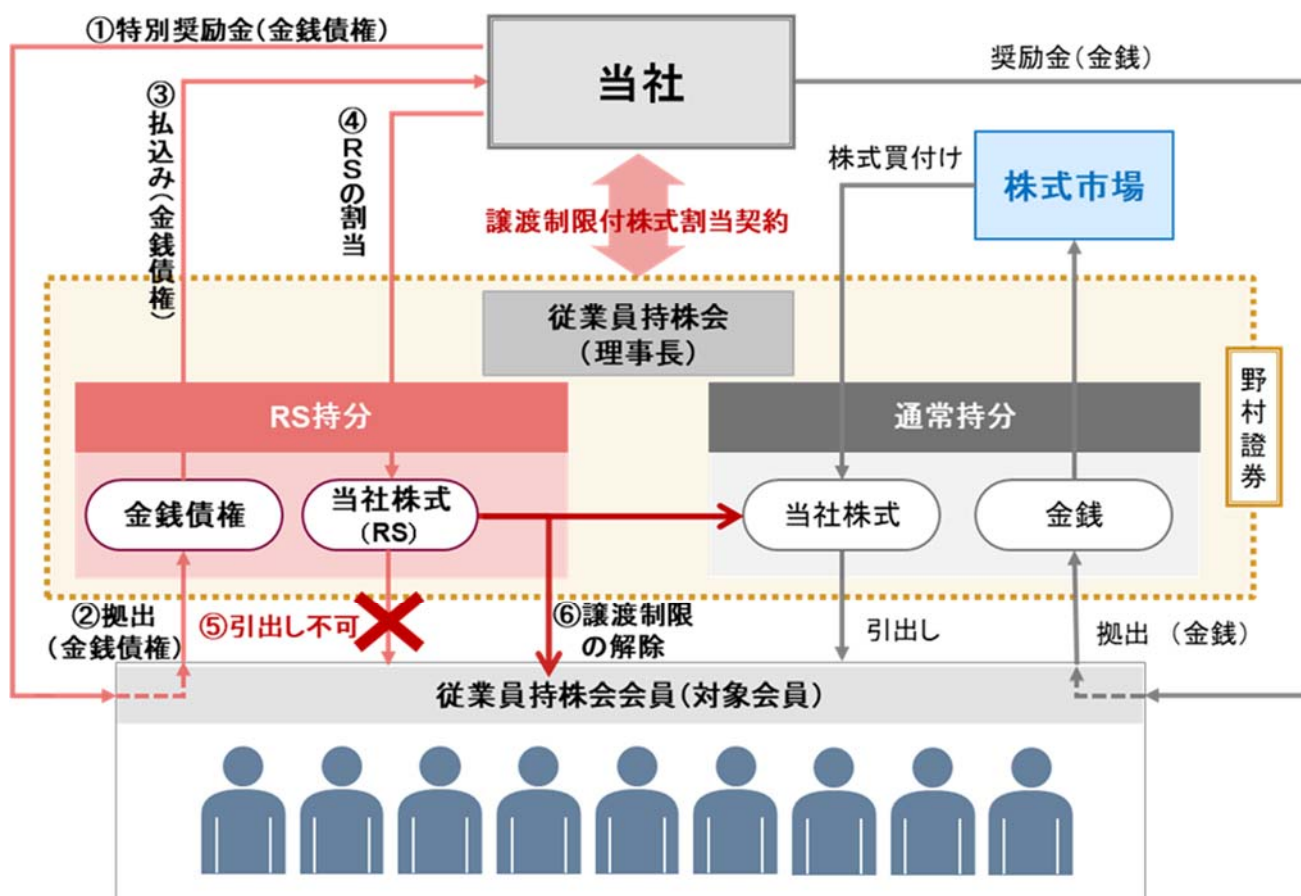 ①特別奨励金(金銭債権)
当社
奨励金(金銭)
③払込み(金銭債権)
④RSの割当
株式買付け
株式市場
譲渡制限付株式割当契約
従業員持株会
(理事長)
野村證券
RS持分
通常持分
金銭債権
当社株式
(RS)
当社株式
金銭
②拠出
(金銭債権)
⑤引出し不可
⑥譲渡制限
の解除
引出し
拠出 (金銭)
従業員持株会会員(対象会員)